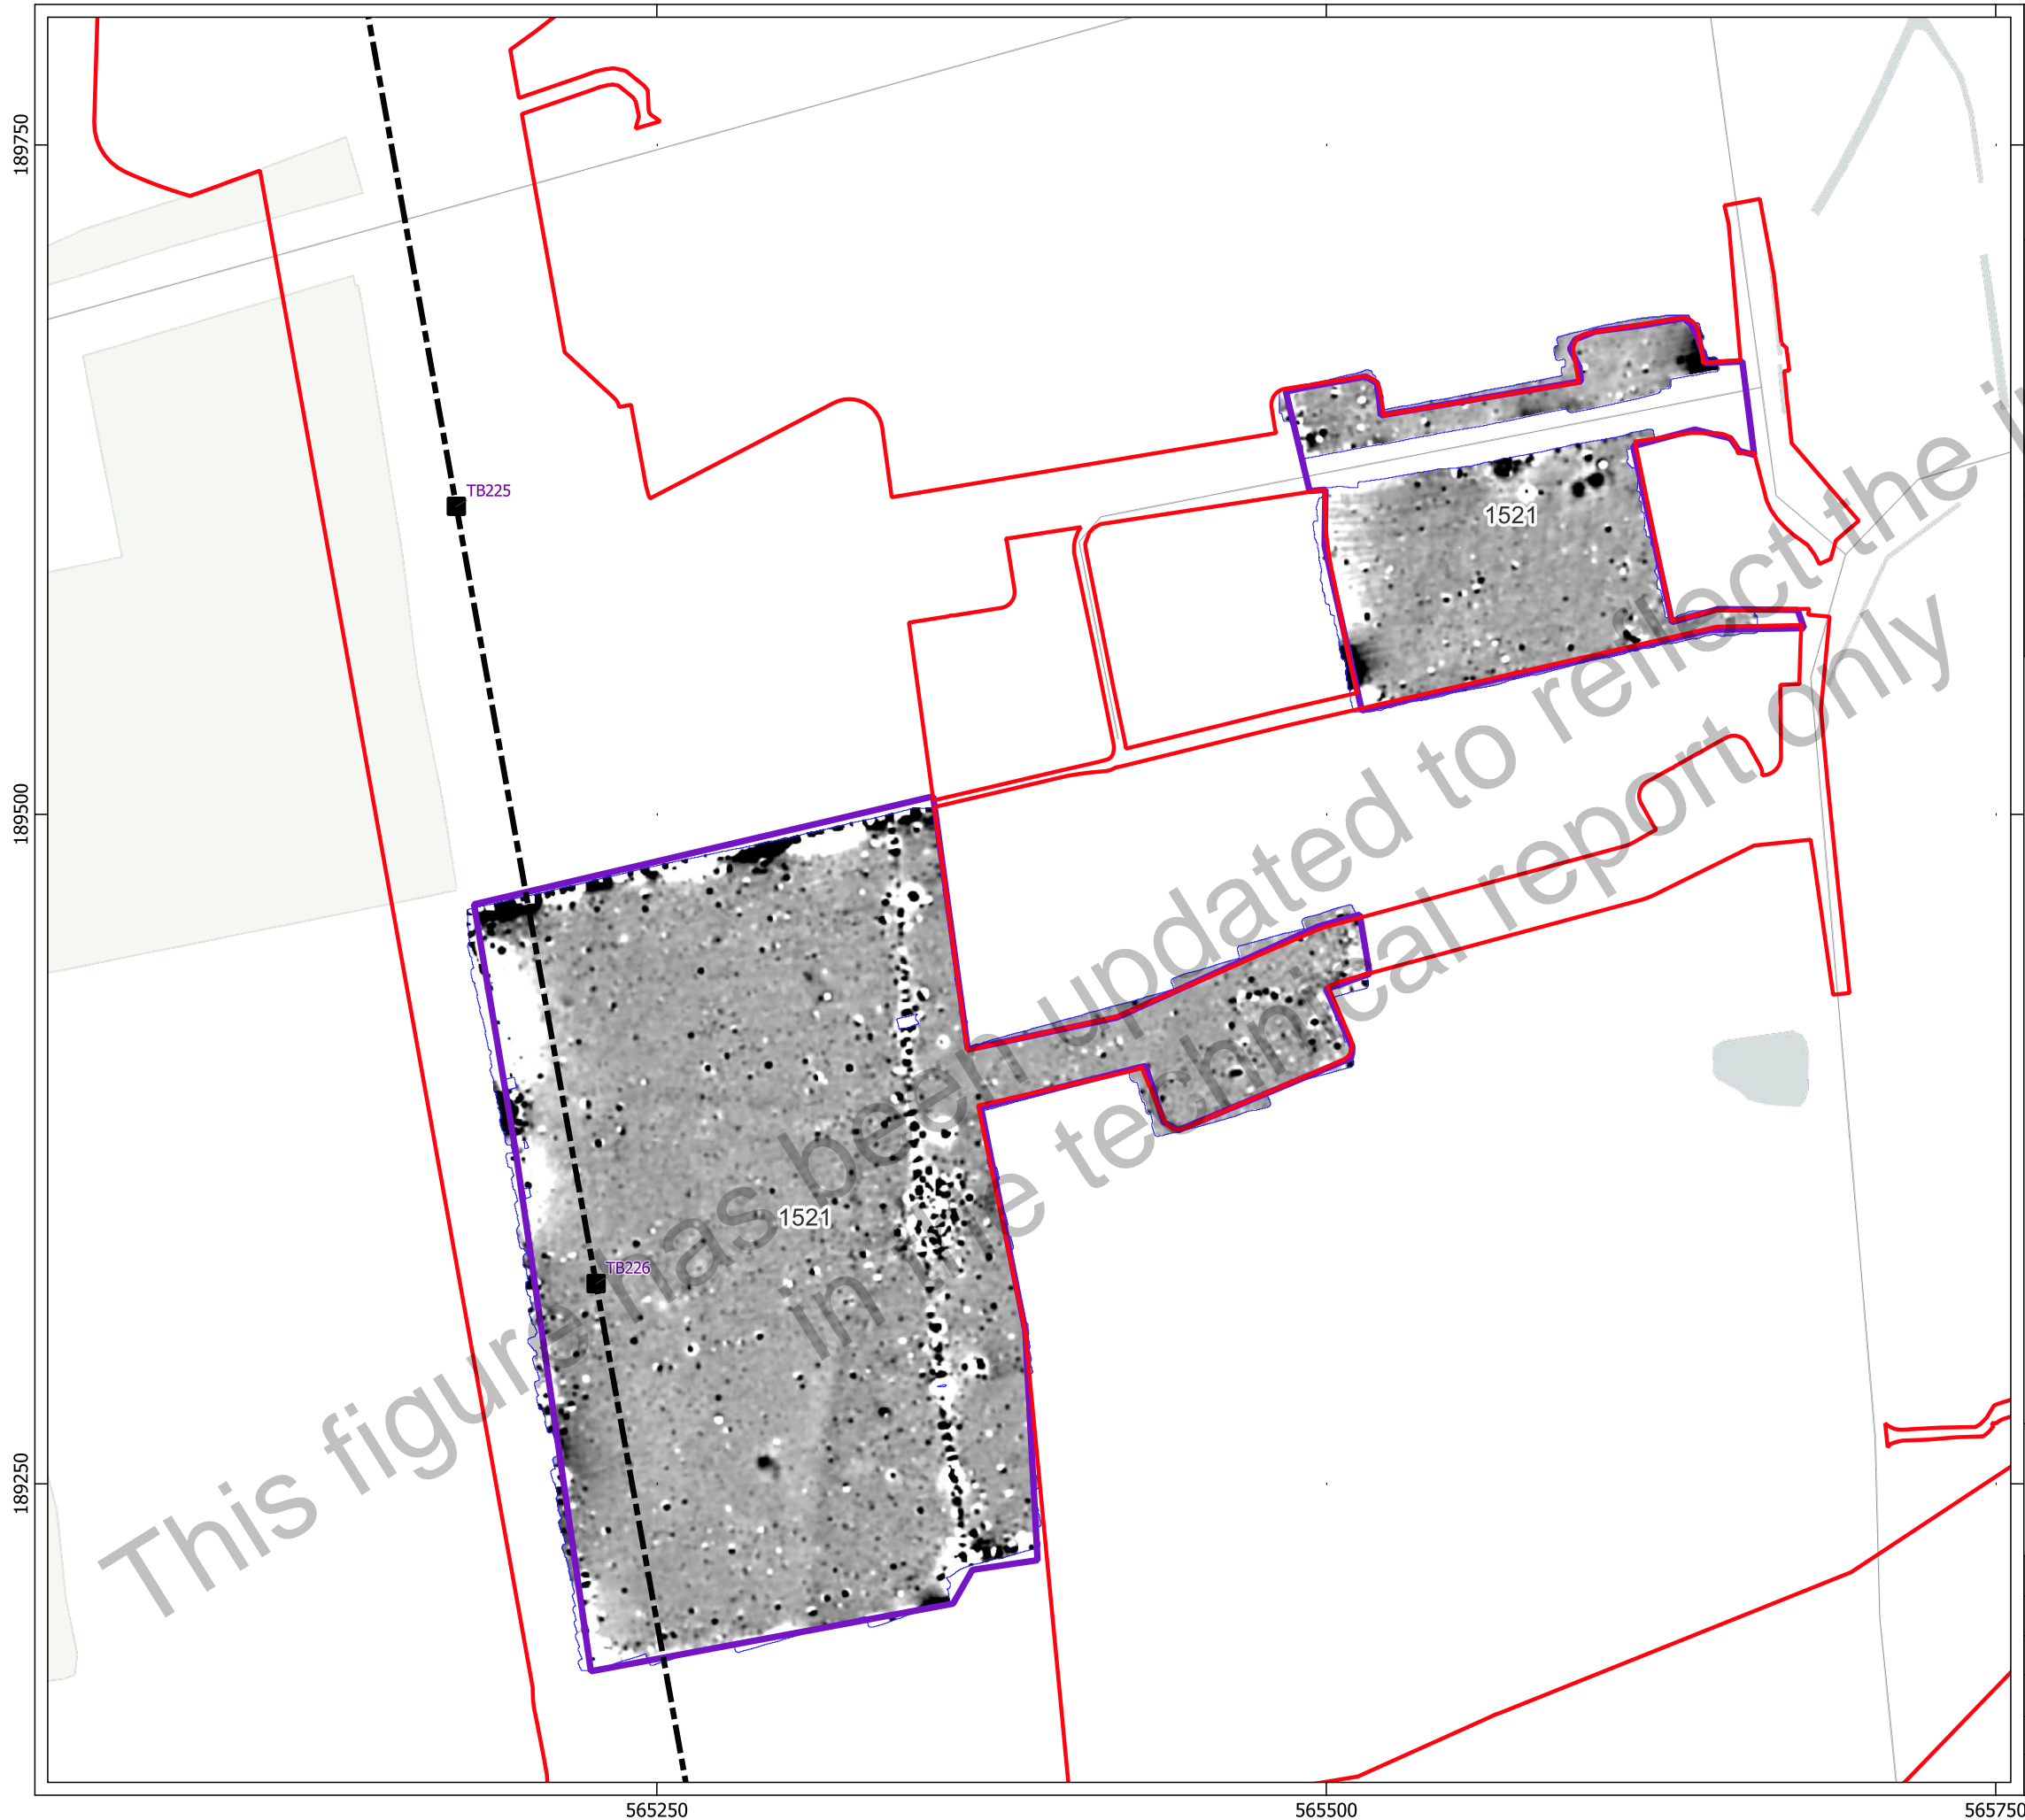 189750
TB225
1521
189500
1521
TB226
189250
This figure has been updated to reflect the
in the technical report only
565250
565500
565750